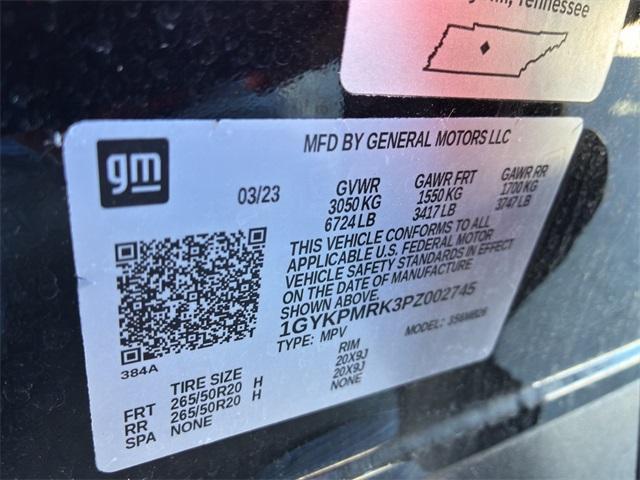 Tennessee
gm
MFD BY GENERAL MOTORS LLC
03/23
GVWR
3050 KG
6724 LB
GAWR FRT
1550 KG
3417 LB
GAWR RR
1700 KG
3747 LB
THIS VEHICLE CONFORMS TO ALL
APPLICABLE U.S. FEDERAL MOTOR
VEHICLE SAFETY STANDARDS IN EFFECT
ON THE DATE OF MANUFACTURE
SHOWN ABOVE.
1GYKPMRK3PZ002745
TYPE: MPV
MODEL: 356MB26
384A
TIRE SIZE
RIM
FRT 265/50R20 H 20X9J
RR 265/50R20 H 20X9J
SPA NONE NONE